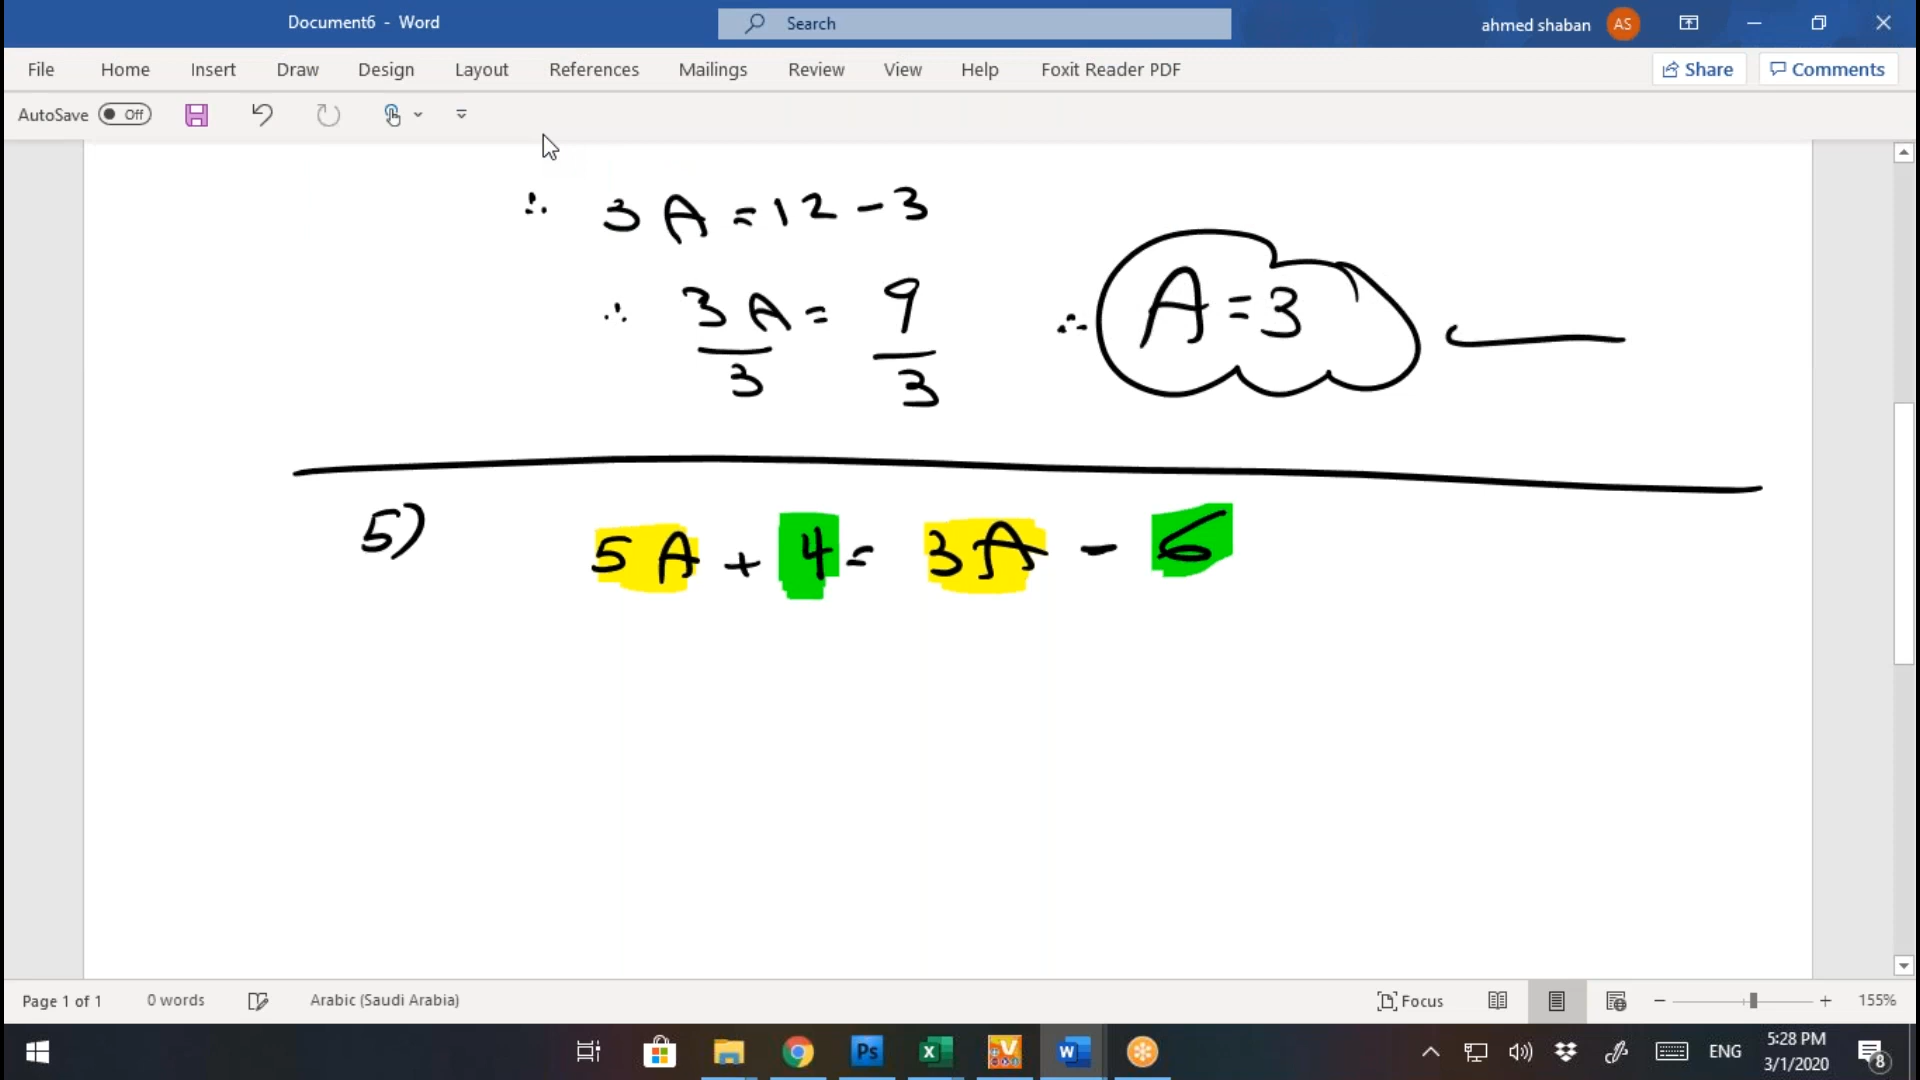 Document6 - Word
Search
ahmed shaban
AS
File Home Insert Draw Design Layout References Mailings Review View Help Foxit Reader PDF
Share
Comments
AutoSave Off
∴ 3A = 12 - 3
∴ 3A = 9 ∴ A = 3
3 3
5) 5A + 4 = 3A - 6
Page 1 of 1 0 words Arabic (Saudi Arabia)
Focus
155%
Ps
ENG
5:28 PM
3/1/2020
8